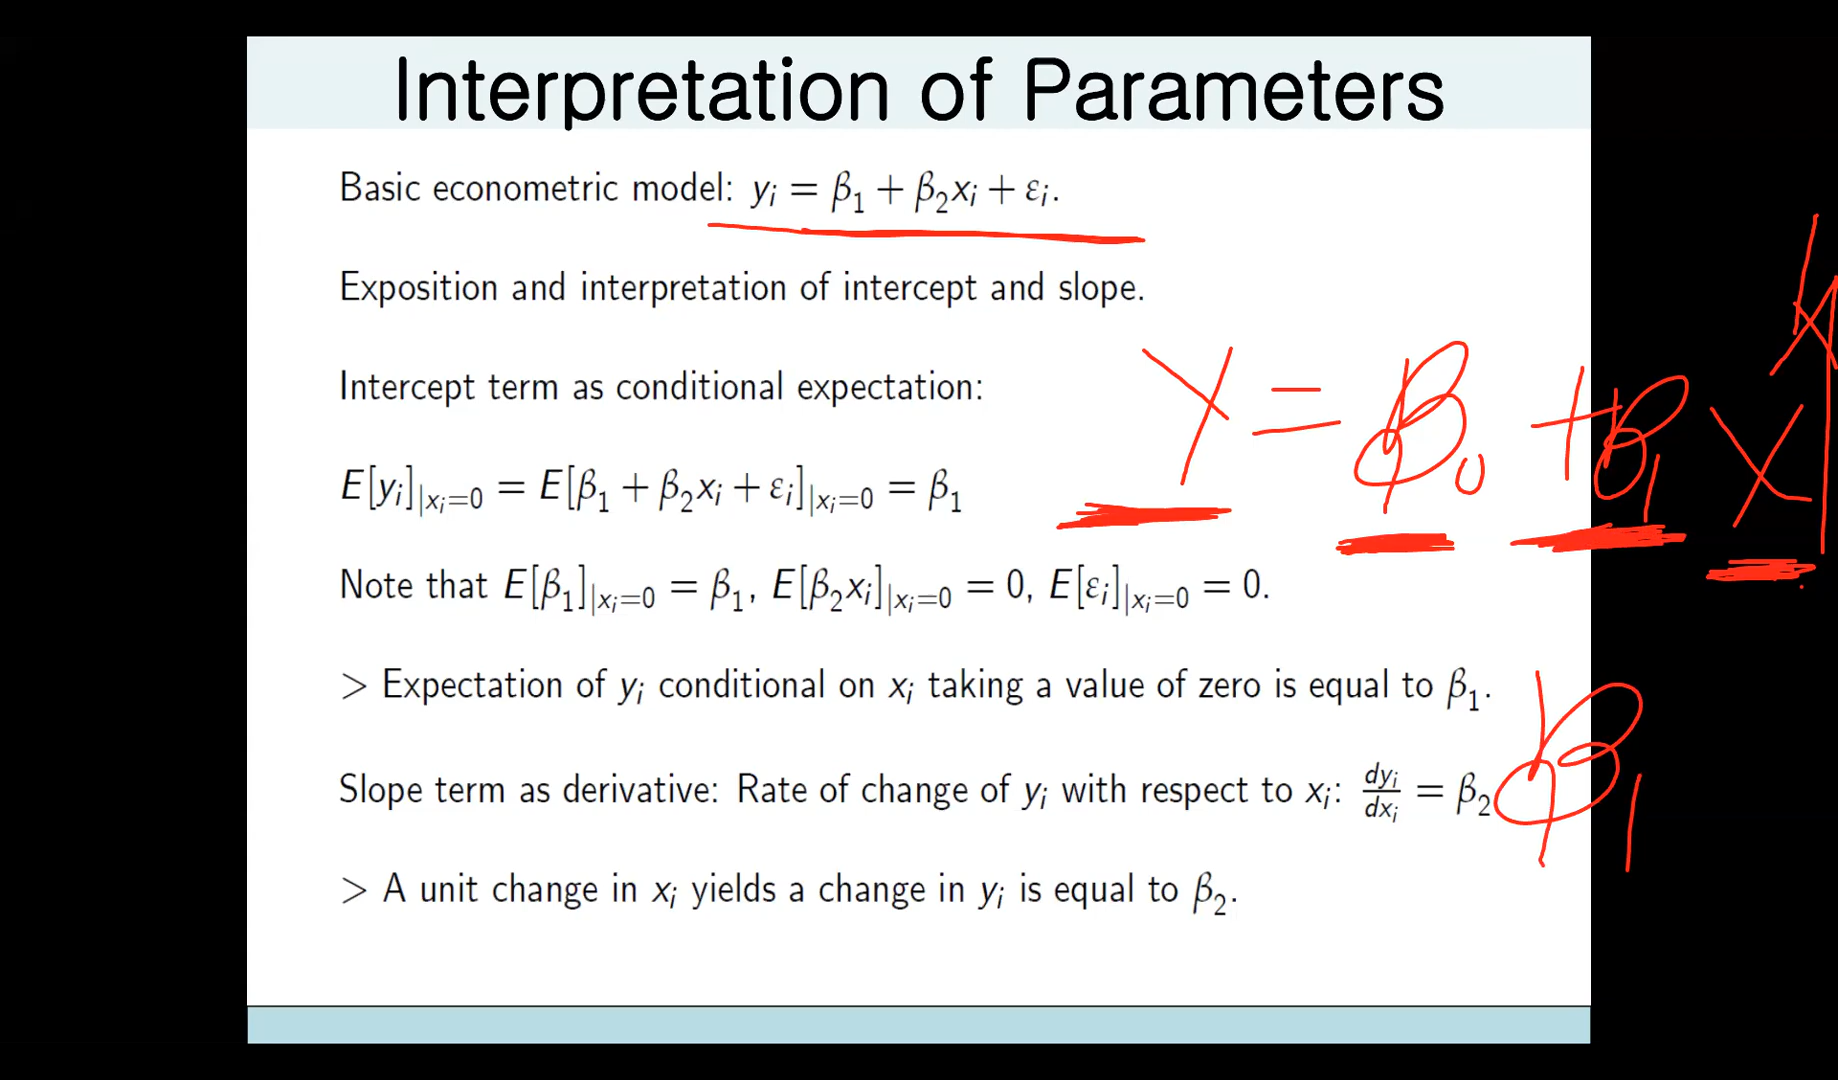 Interpretation of Parameters
Basic econometric model: yᵢ = β₁ + β₂xᵢ + εᵢ.
Exposition and interpretation of intercept and slope.
Intercept term as conditional expectation:
Y = β₀ + β₁ X
E[yᵢ]|xᵢ=0 = E[β₁ + β₂xᵢ + εᵢ]|xᵢ=0 = β₁
Note that E[β₁]|xᵢ=0 = β₁, E[β₂xᵢ]|xᵢ=0 = 0, E[εᵢ]|xᵢ=0 = 0.
> Expectation of yᵢ conditional on xᵢ taking a value of zero is equal to β₁.
Slope term as derivative: Rate of change of yᵢ with respect to xᵢ: dyᵢ/dxᵢ = β₂
β₁
> A unit change in xᵢ yields a change in yᵢ is equal to β₂.